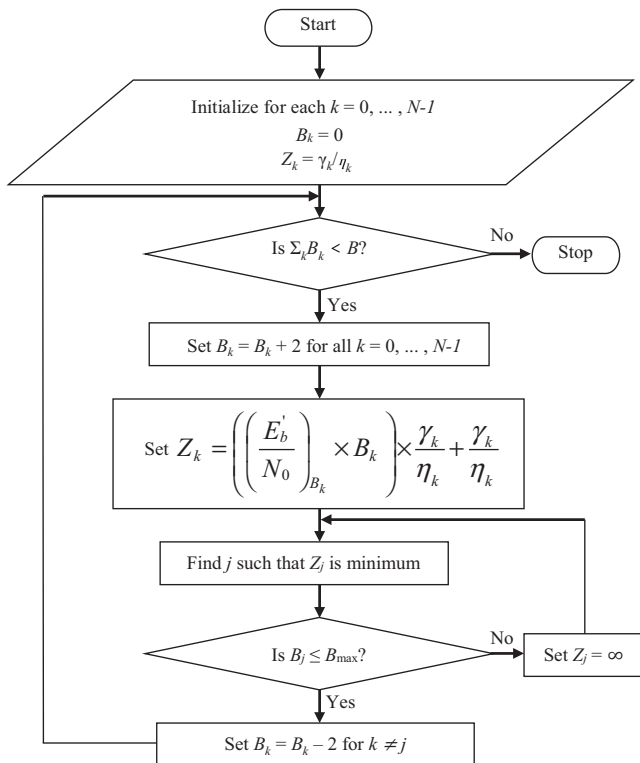 Start
Initialize for each k = 0, ... , N-1
B_k = 0
Z_k = γ_k/η_k
Is Σ_k B_k < B?
No
Stop
Yes
Set B_k = B_k + 2 for all k = 0, ... , N-1
Set Z_k = (((E'_b / N_0)_{B_k} × B_k) × γ_k/η_k + γ_k/η_k
Find j such that Z_j is minimum
No
Is B_j ≤ B_max?
Set Z_j = ∞
Yes
Set B_k = B_k – 2 for k ≠ j